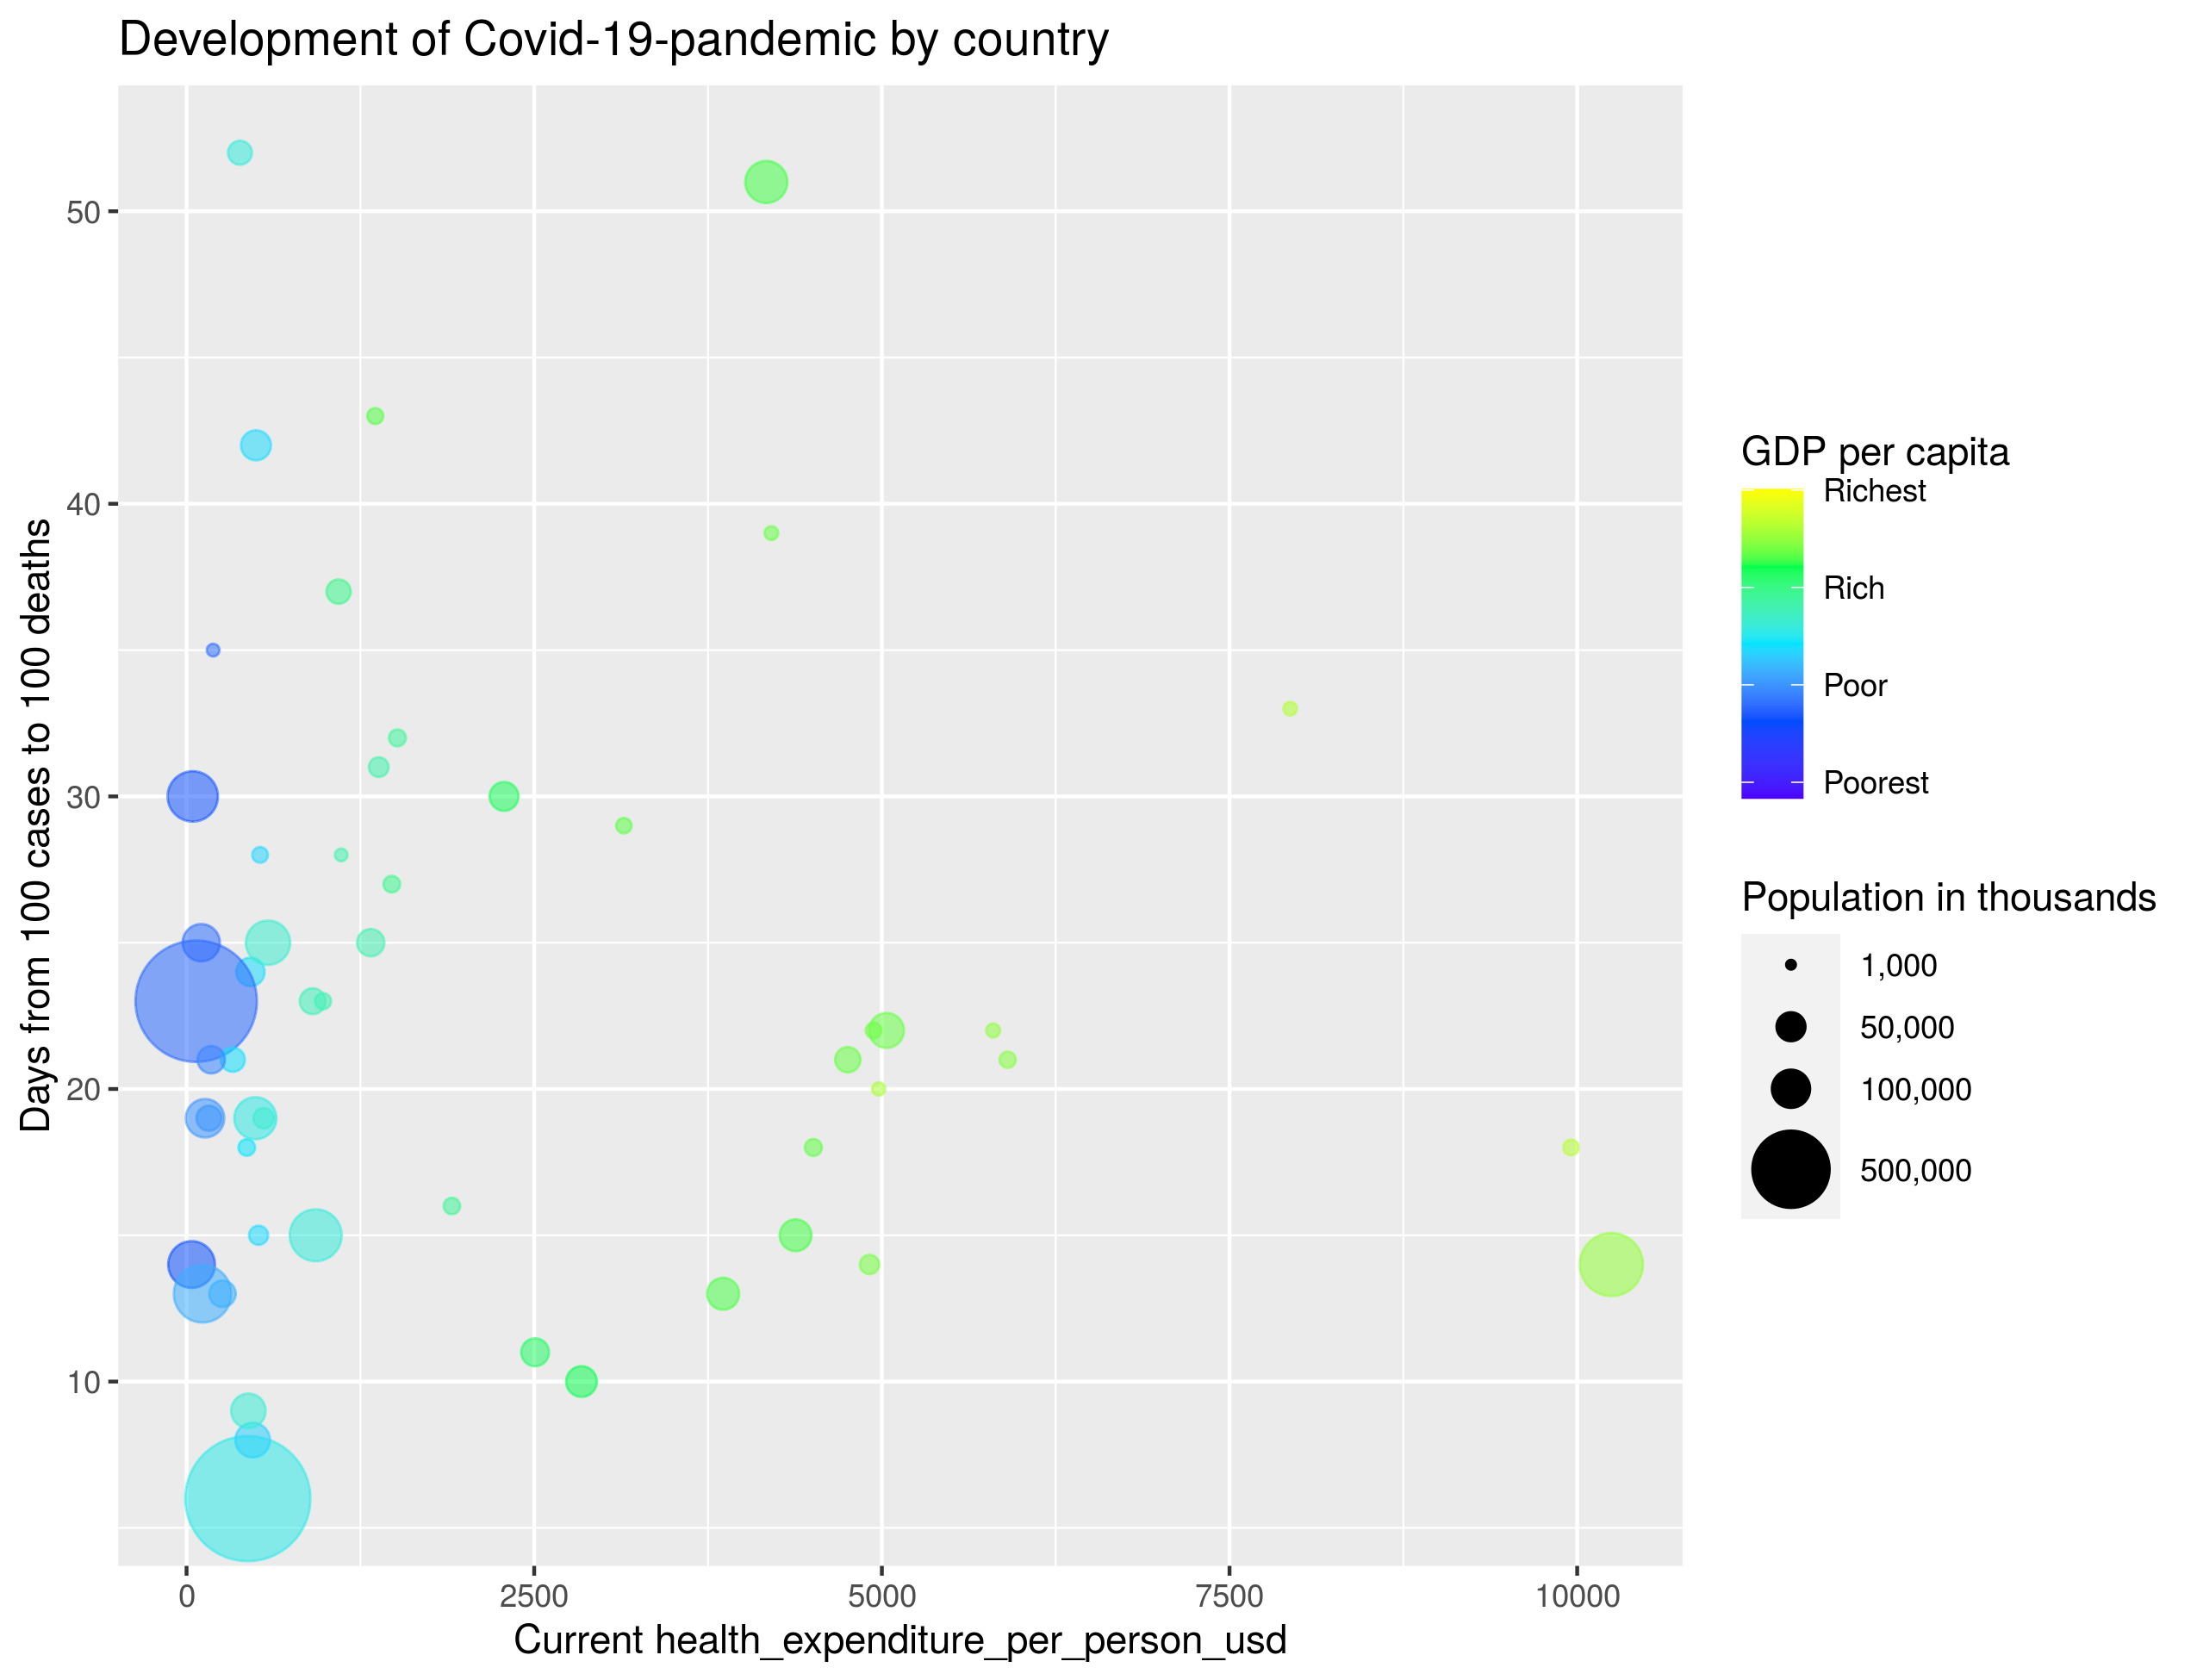 Development of Covid-19-pandemic by country
Days from 100 cases to 100 deaths
50
40
30
20
10
0
2500
5000
7500
10000
Current health_expenditure_per_person_usd
GDP per capita
Richest
Rich
Poor
Poorest
Population in thousands
1,000
50,000
100,000
500,000